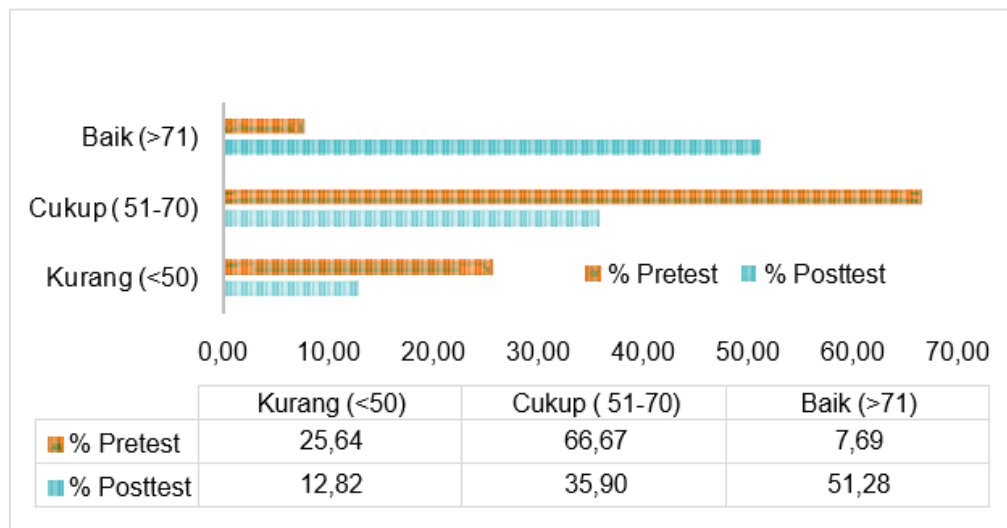 Baik (>71)
Cukup ( 51-70)
Kurang (<50)
% Pretest % Posttest
0,00 10,00 20,00 30,00 40,00 50,00 60,00 70,00
Kurang (<50) Cukup ( 51-70) Baik (>71)
% Pretest 25,64 66,67 7,69
% Posttest 12,82 35,90 51,28